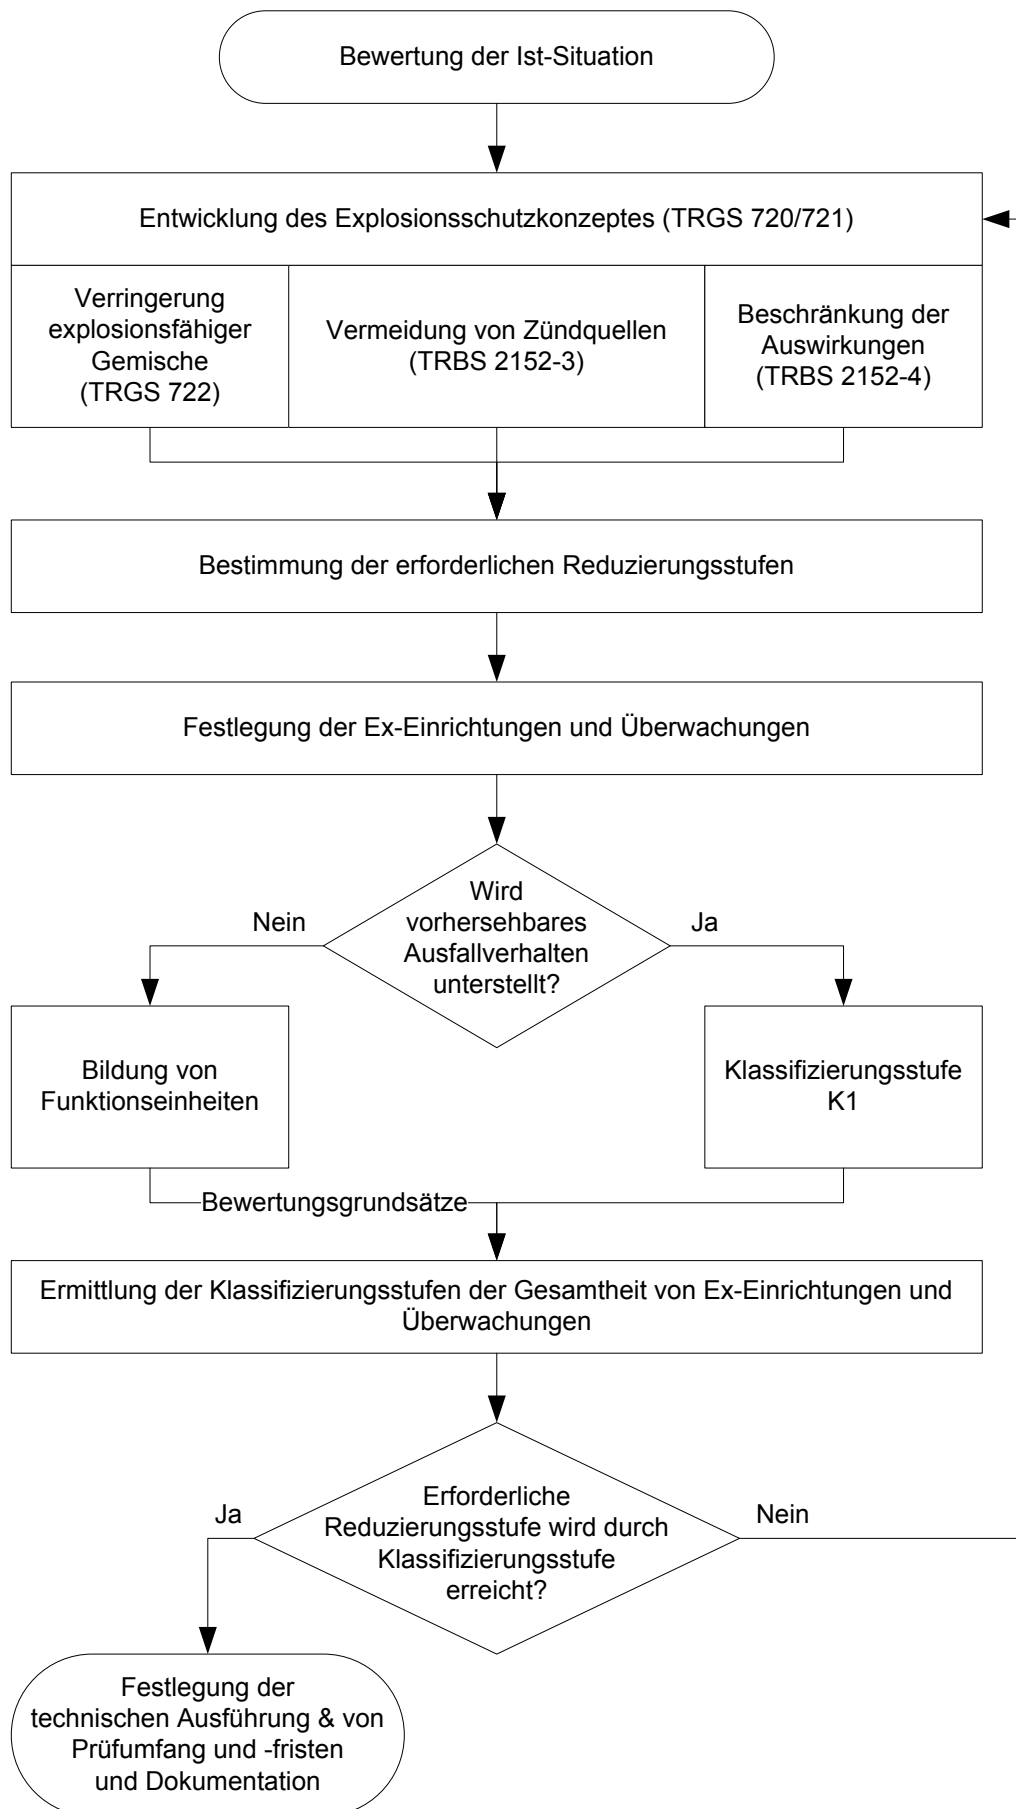 Bewertung der Ist-Situation
Entwicklung des Explosionsschutzkonzeptes (TRGS 720/721)
Verringerung
explosionsfähiger
Gemische
(TRGS 722)
Vermeidung von Zündquellen
(TRBS 2152-3)
Beschränkung der
Auswirkungen
(TRBS 2152-4)
Bestimmung der erforderlichen Reduzierungsstufen
Festlegung der Ex-Einrichtungen und Überwachungen
Wird
vorhersehbares
Ausfallverhalten
unterstellt?
Nein
Ja
Bildung von
Funktionseinheiten
Klassifizierungsstufe
K1
Bewertungsgrundsätze
Ermittlung der Klassifizierungsstufen der Gesamtheit von Ex-Einrichtungen und
Überwachungen
Erforderliche
Reduzierungsstufe wird durch
Klassifizierungsstufe
erreicht?
Ja
Nein
Festlegung der
technischen Ausführung & von
Prüfumfang und -fristen
und Dokumentation